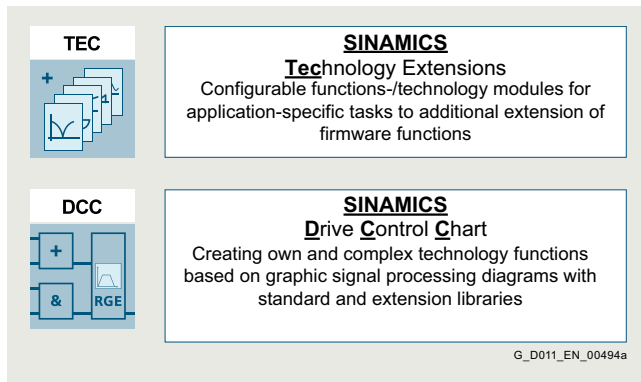 TEC
+
SINAMICS
Technology Extensions
Configurable functions-/technology modules for
application-specific tasks to additional extension of
firmware functions
DCC
+
&
RGE
SINAMICS
Drive Control Chart
Creating own and complex technology functions
based on graphic signal processing diagrams with
standard and extension libraries
G_D011_EN_00494a